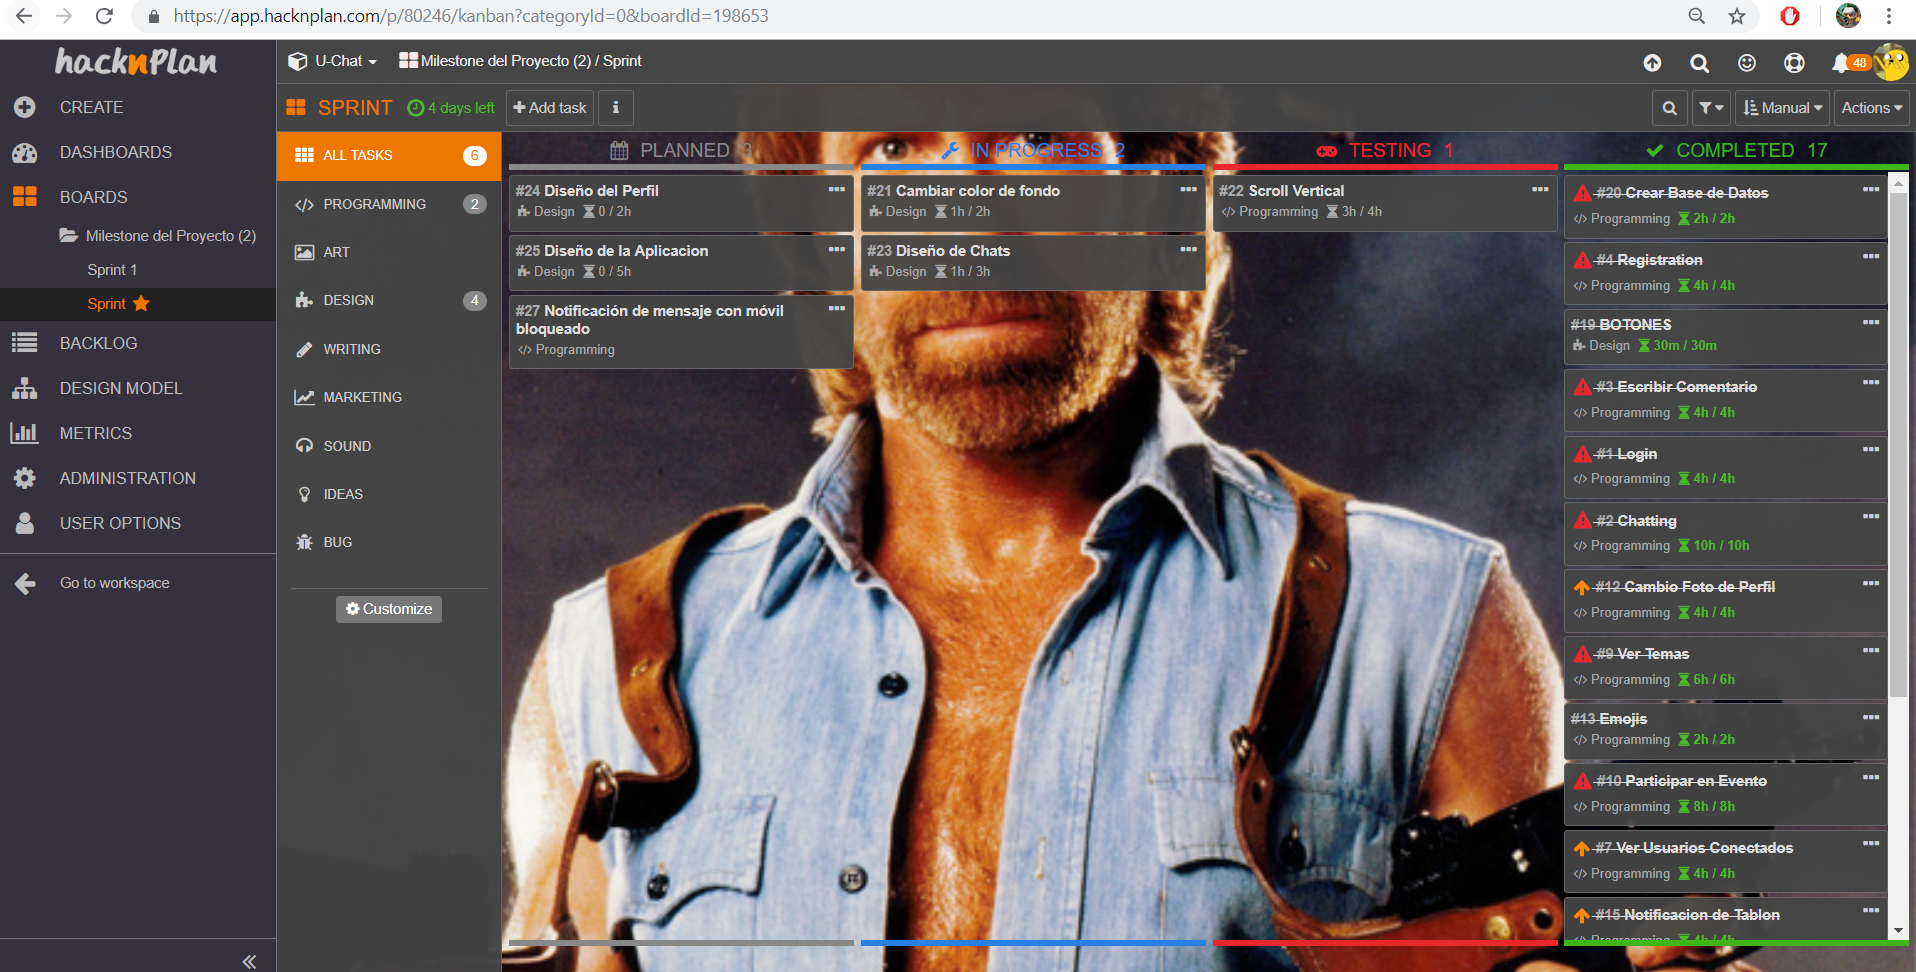 https://app.hacknplan.com/p/80246/kanban?categoryId=0&boardId=198653
hacknPlan
U-Chat
Milestone del Proyecto (2) / Sprint
48
CREATE
DASHBOARDS
BOARDS
Milestone del Proyecto (2)
Sprint 1
Sprint
BACKLOG
DESIGN MODEL
METRICS
ADMINISTRATION
USER OPTIONS
Go to workspace
SPRINT
4 days left
Add task
Manual
Actions
ALL TASKS 6
PROGRAMMING 2
ART
DESIGN 4
WRITING
MARKETING
SOUND
IDEAS
BUG
Customize
PLANNED 3
#24 Diseño del Perfil
Design 0 / 2h
#25 Diseño de la Aplicacion
Design 0 / 5h
#27 Notificación de mensaje con móvil
bloqueado
Programming
IN PROGRESS 2
#21 Cambiar color de fondo
Design 1h / 2h
#23 Diseño de Chats
Design 1h / 3h
TESTING 1
#22 Scroll Vertical
Programming 3h / 4h
COMPLETED 17
#20 Crear Base de Datos
Programming 2h / 2h
#4 Registration
Programming 4h / 4h
#19 BOTONES
Design 30m / 30m
#3 Escribir Comentario
Programming 4h / 4h
#1 Login
Programming 4h / 4h
#2 Chatting
Programming 10h / 10h
#12 Cambio Foto de Perfil
Programming 4h / 4h
#9 Ver Temas
Programming 6h / 6h
#13 Emojis
Programming 2h / 2h
#10 Participar en Evento
Programming 8h / 8h
#7 Ver Usuarios Conectados
Programming 4h / 4h
#15 Notificacion de Tablon
Programming 4h / 4h